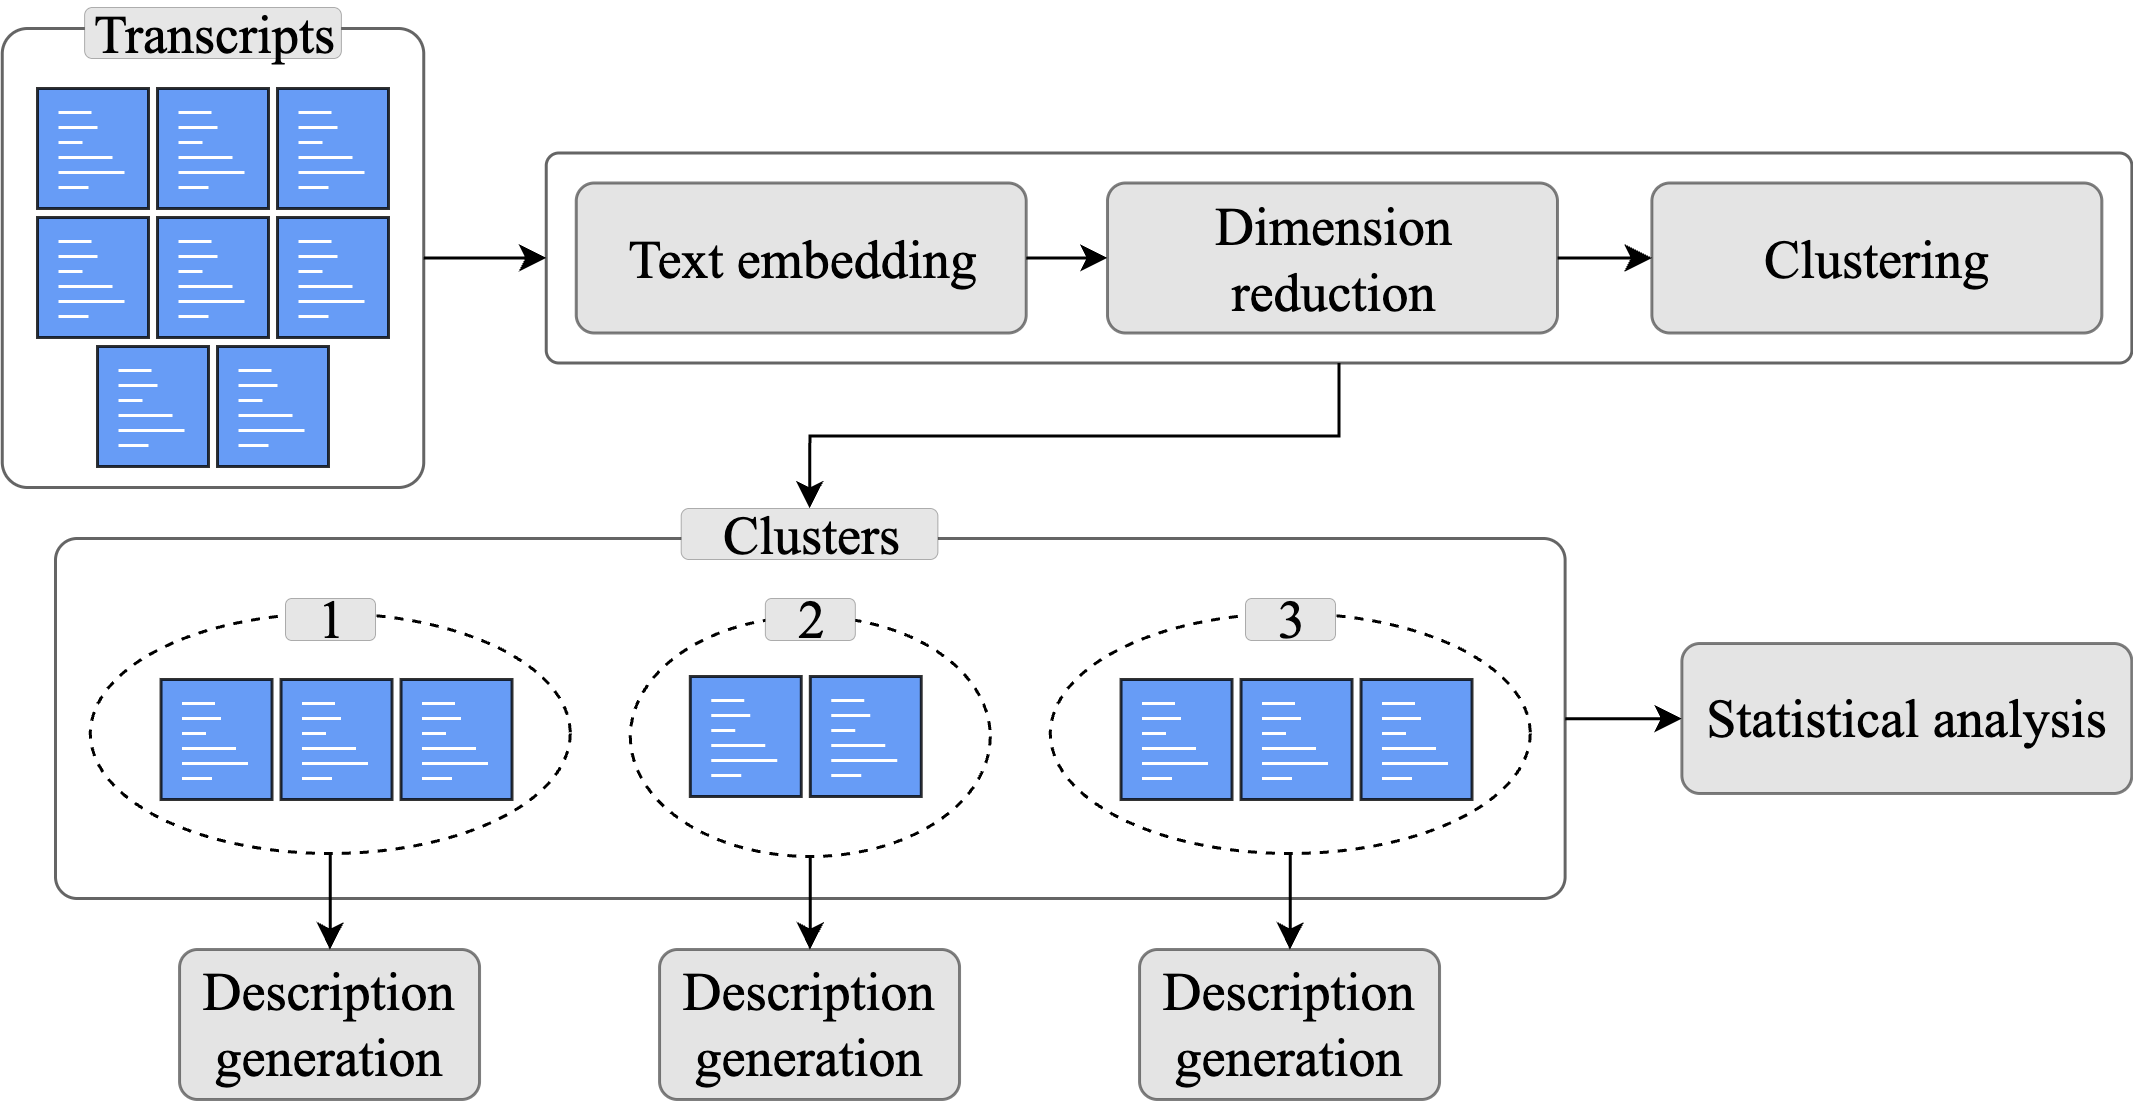 Transcripts
Text embedding
Dimension
reduction
Clustering
Clusters
1
2
3
Statistical analysis
Description
generation
Description
generation
Description
generation